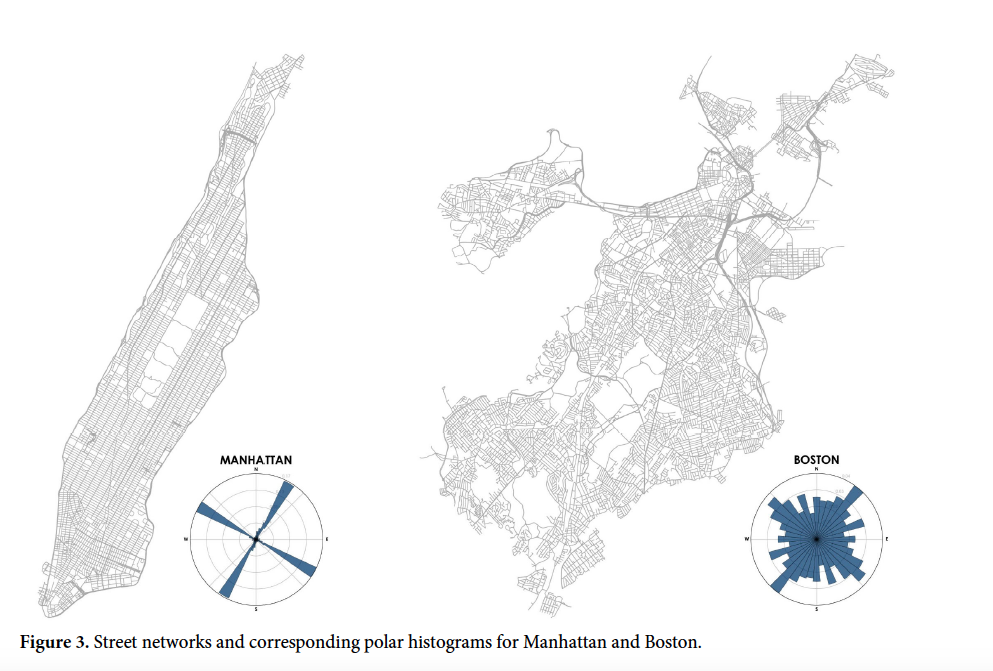 MANHATTAN
N
W
E
S
BOSTON
N
W
E
S
Figure 3. Street networks and corresponding polar histograms for Manhattan and Boston.